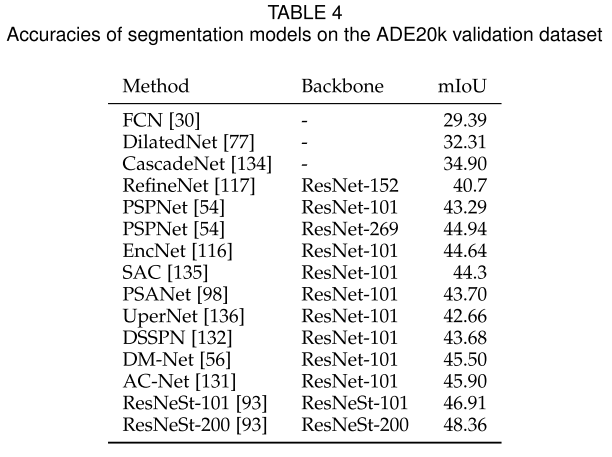 TABLE 4
Accuracies of segmentation models on the ADE20k validation dataset
Method Backbone mIoU
FCN [30] - 29.39
DilatedNet [77] - 32.31
CascadeNet [134] - 34.90
RefineNet [117] ResNet-152 40.7
PSPNet [54] ResNet-101 43.29
PSPNet [54] ResNet-269 44.94
EncNet [116] ResNet-101 44.64
SAC [135] ResNet-101 44.3
PSANet [98] ResNet-101 43.70
UperNet [136] ResNet-101 42.66
DSSPN [132] ResNet-101 43.68
DM-Net [56] ResNet-101 45.50
AC-Net [131] ResNet-101 45.90
ResNeSt-101 [93] ResNeSt-101 46.91
ResNeSt-200 [93] ResNeSt-200 48.36